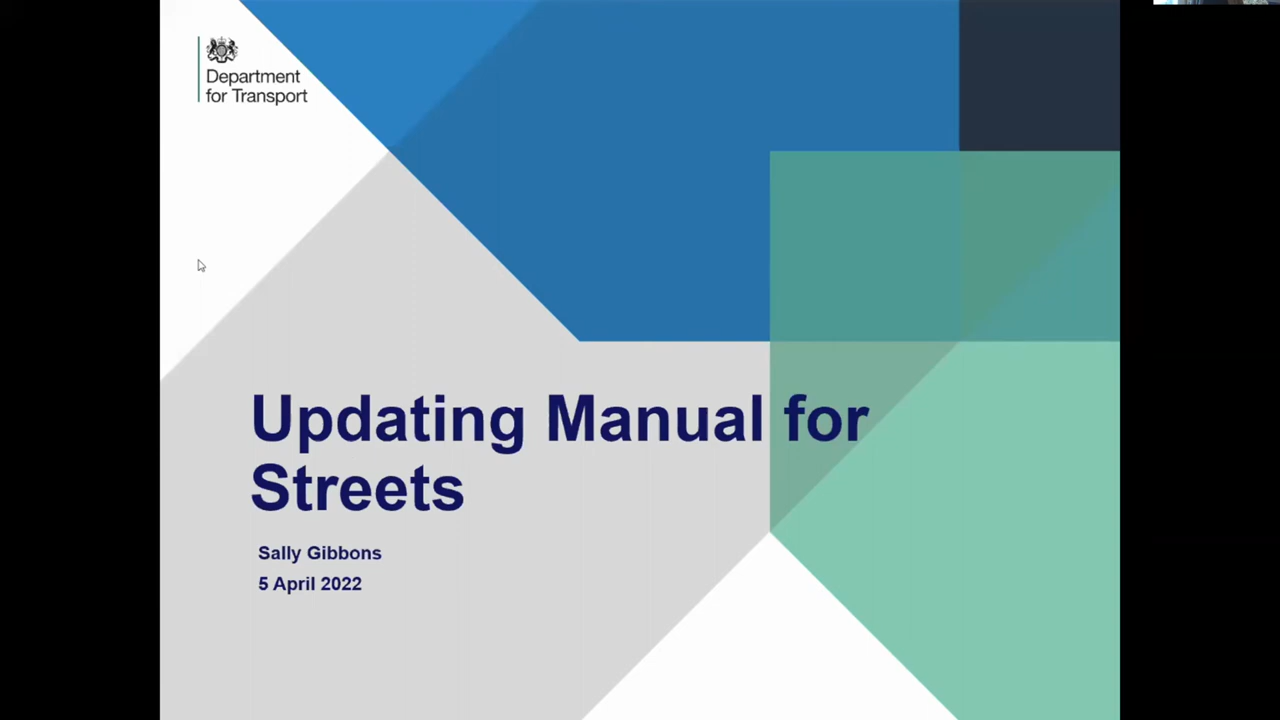 Department
for Transport
Updating Manual for
Streets
Sally Gibbons
5 April 2022